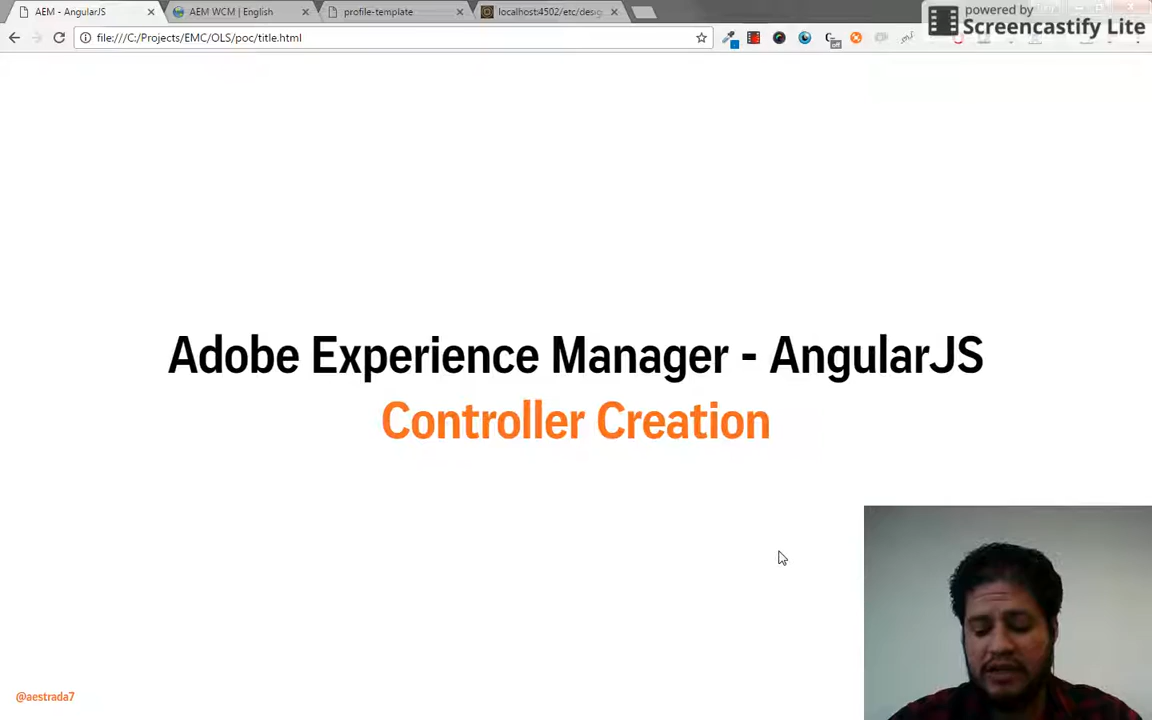 AEM - AngularJS
AEM WCM | English
profile-template
localhost:4502/etc/desig
powered by
Screencastify Lite
file:///C:/Projects/EMC/OLS/poc/title.html
Adobe Experience Manager - AngularJS
Controller Creation
@aestrada7